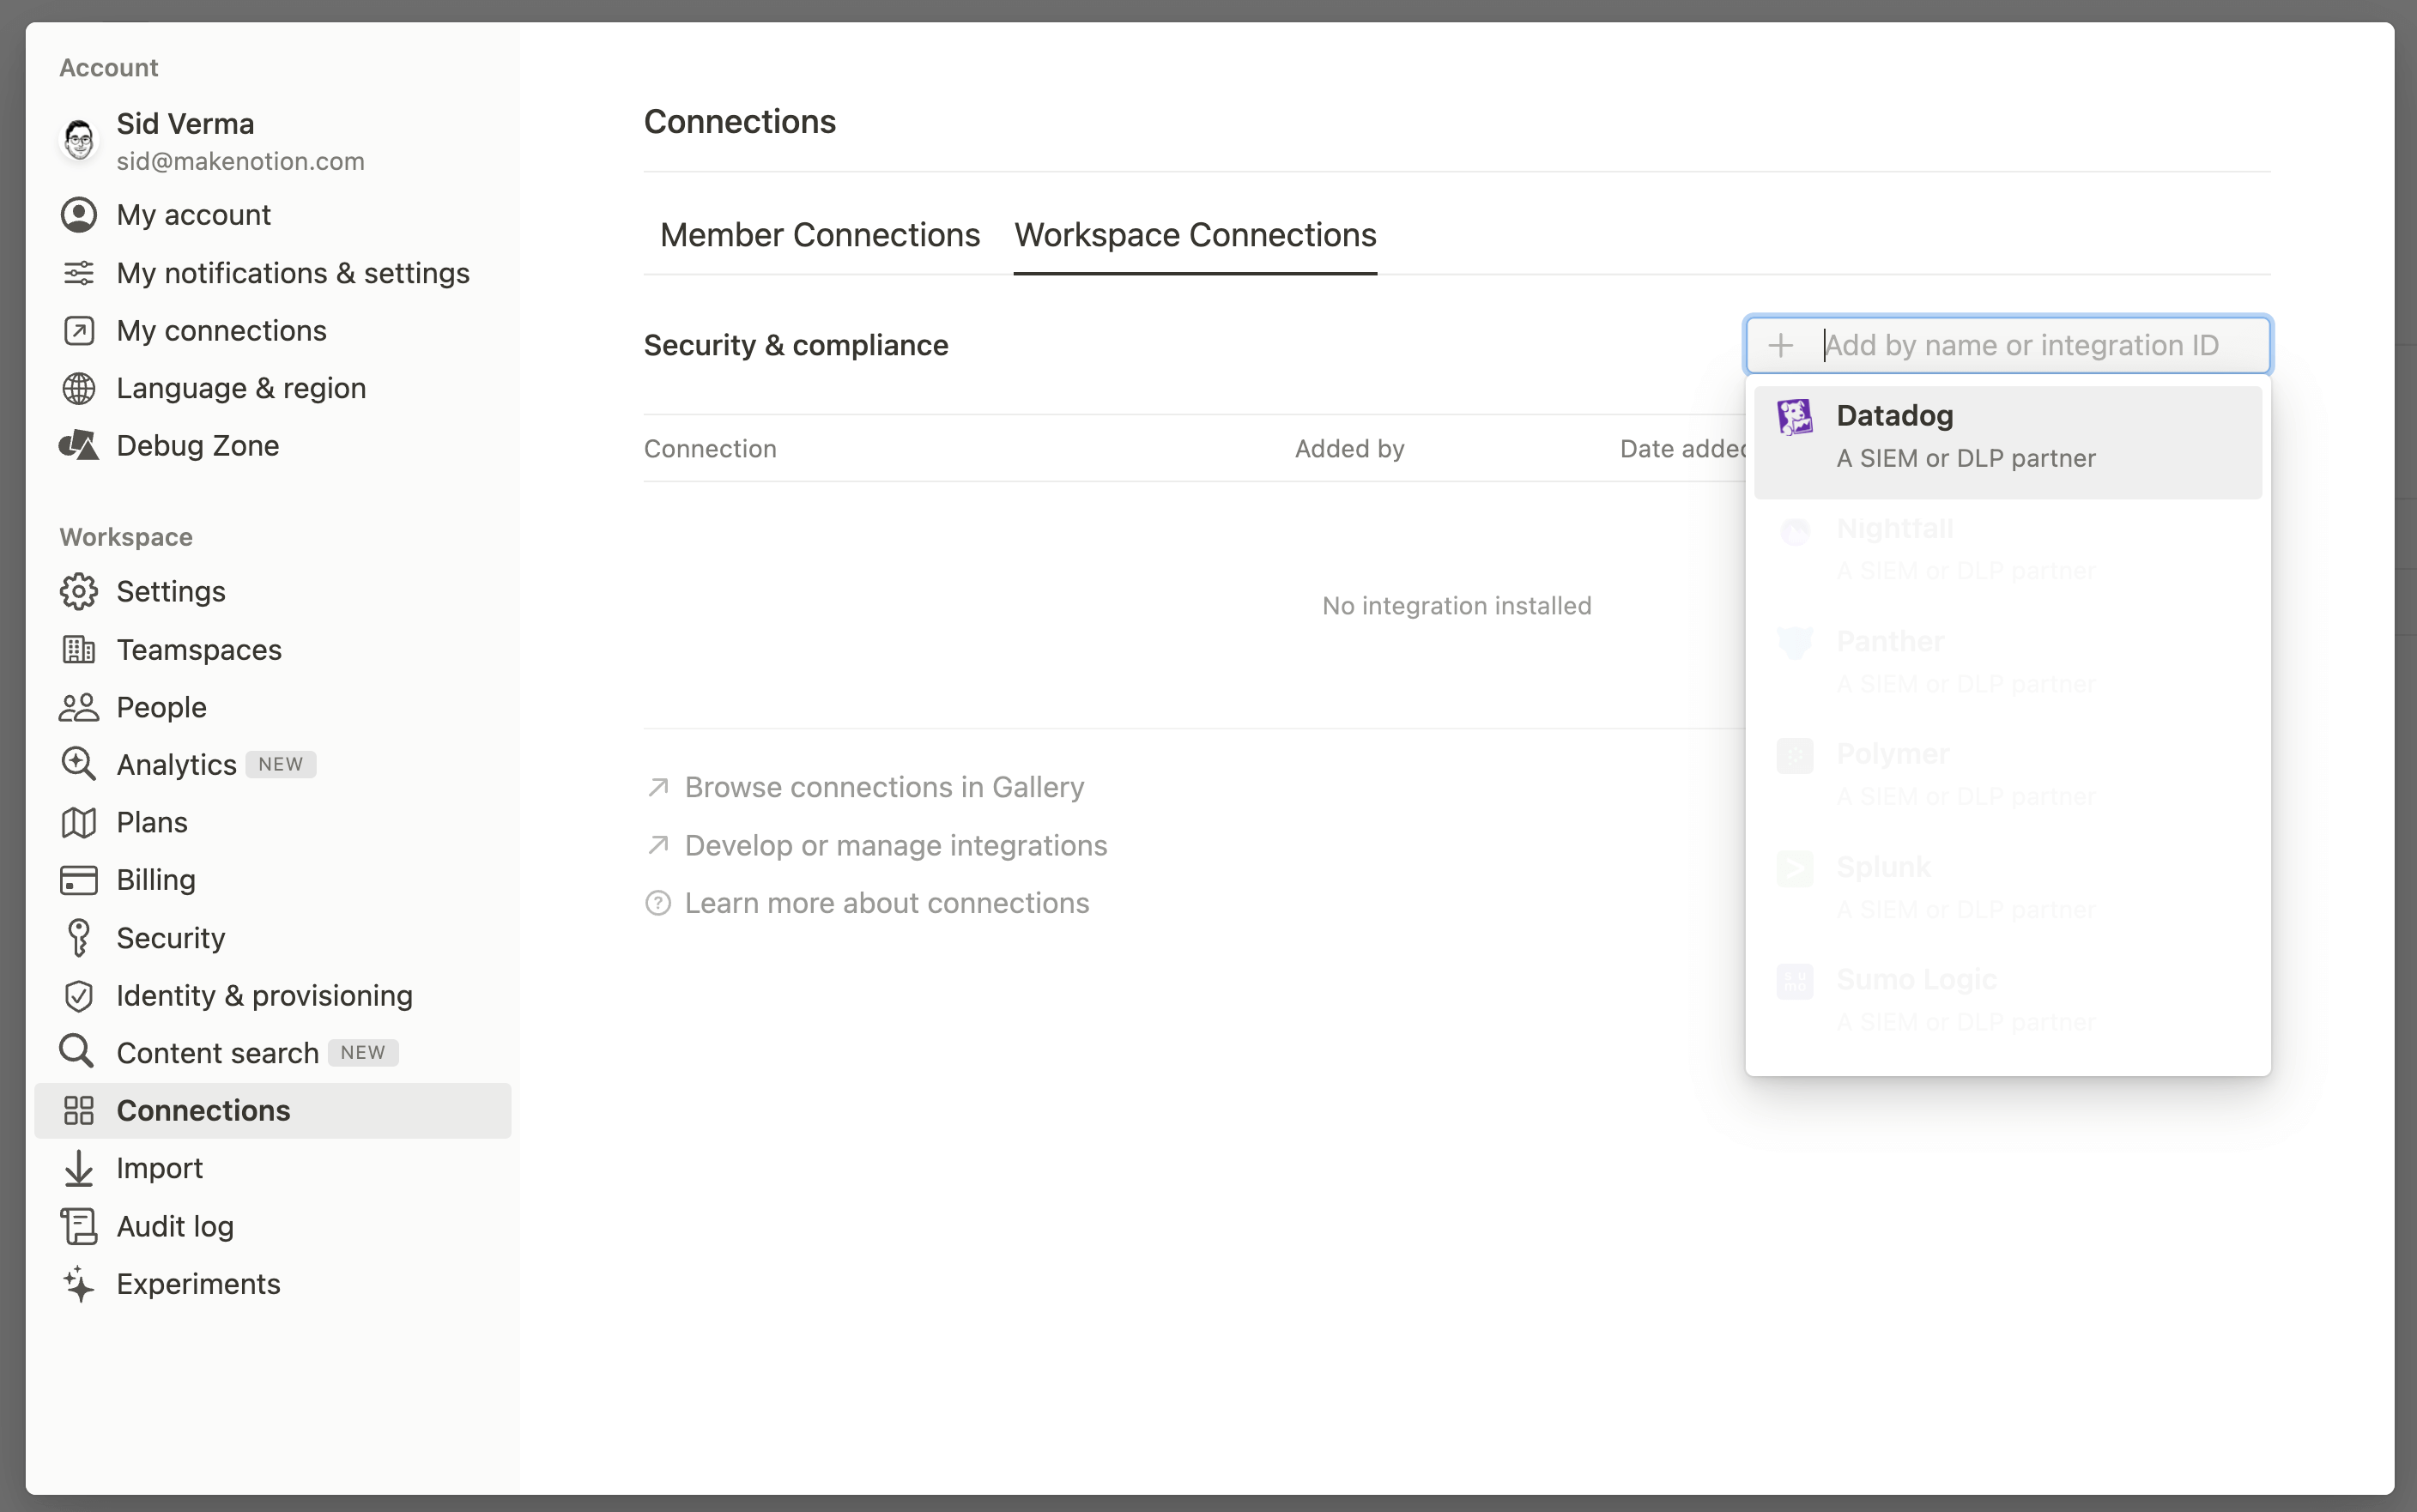 Account
Sid Verma
sid@makenotion.com
My account
My notifications & settings
My connections
Language & region
Debug Zone
Workspace
Settings
Teamspaces
People
Analytics NEW
Plans
Billing
Security
Identity & provisioning
Content search NEW
Connections
Import
Audit log
Experiments
Connections
Member Connections Workspace Connections
Security & compliance
Add by name or integration ID
Connection Added by Date added
No integration installed
Browse connections in Gallery
Develop or manage integrations
Learn more about connections
Datadog
A SIEM or DLP partner
Nightfall
A SIEM or DLP partner
Panther
A SIEM or DLP partner
Polymer
A SIEM or DLP partner
Splunk
A SIEM or DLP partner
Sumo Logic
A SIEM or DLP partner